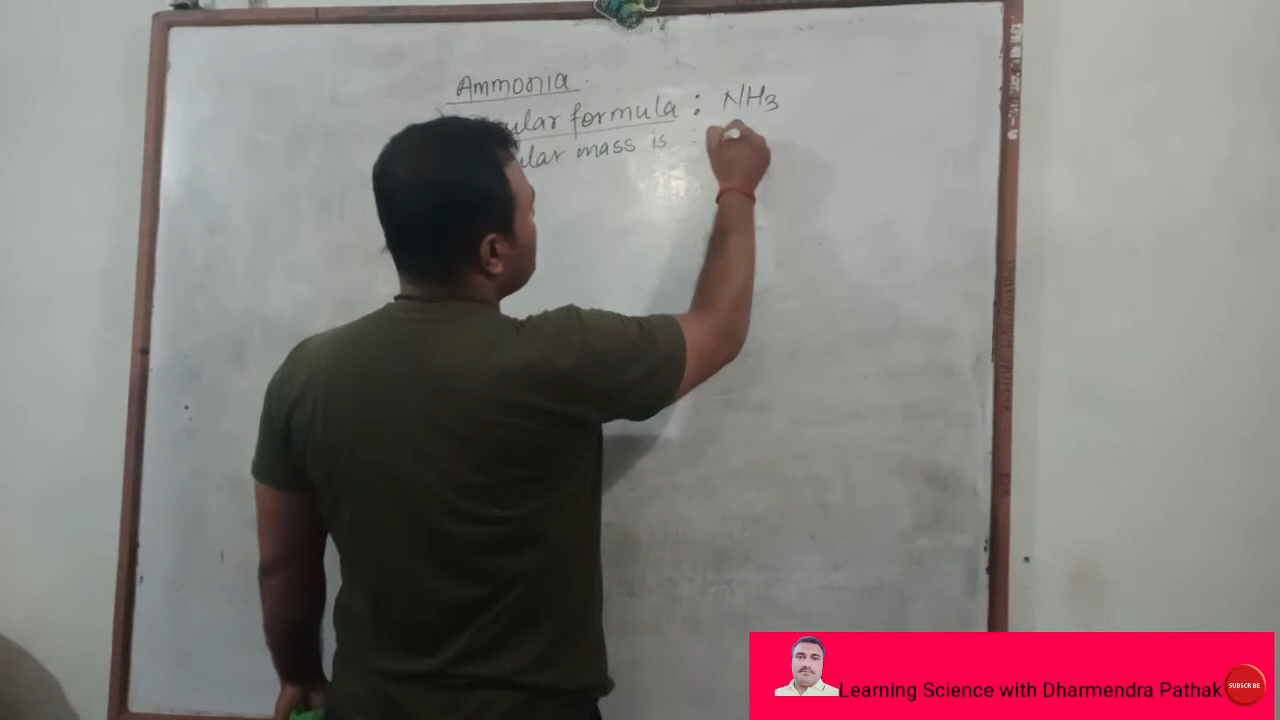 Ammonia
ular formula : NH3
ular mass is :
Learning Science with Dharmendra Pathak
SUBSCRIBE